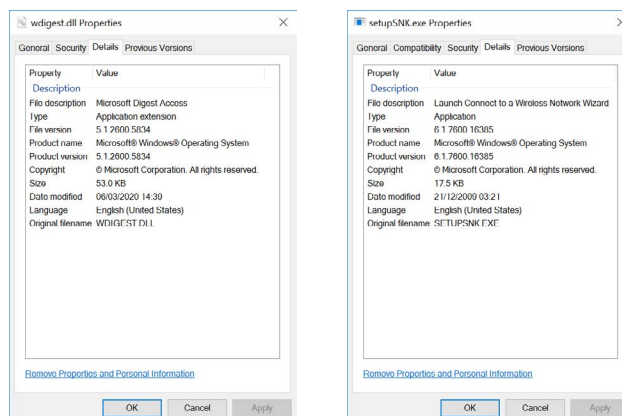 wdigest.dll Properties
General Security Details Previous Versions
Property Value
Description
File description Microsoft Digest Access
Type Application extension
File version 5.1.2600.5834
Product name Microsoft® Windows® Operating System
Product version 5.1.2600.5834
Copyright © Microsoft Corporation. All rights reserved.
Size 53.0 KB
Date modified 06/03/2020 14:39
Language English (United States)
Original filename WDIGEST.DLL
Remove Properties and Personal Information
OK Cancel Apply
setupSNK.exe Properties
General Compatibility Security Details Previous Versions
Property Value
Description
File description Launch Connect to a Wireless Network Wizard
Type Application
File version 6.1.7600.16385
Product name Microsoft® Windows® Operating System
Product version 6.1.7600.16385
Copyright © Microsoft Corporation. All rights reserved.
Size 17.5 KB
Date modified 21/12/2009 03:21
Language English (United States)
Original filename SETUPSNK.EXE
Remove Properties and Personal Information
OK Cancel Apply